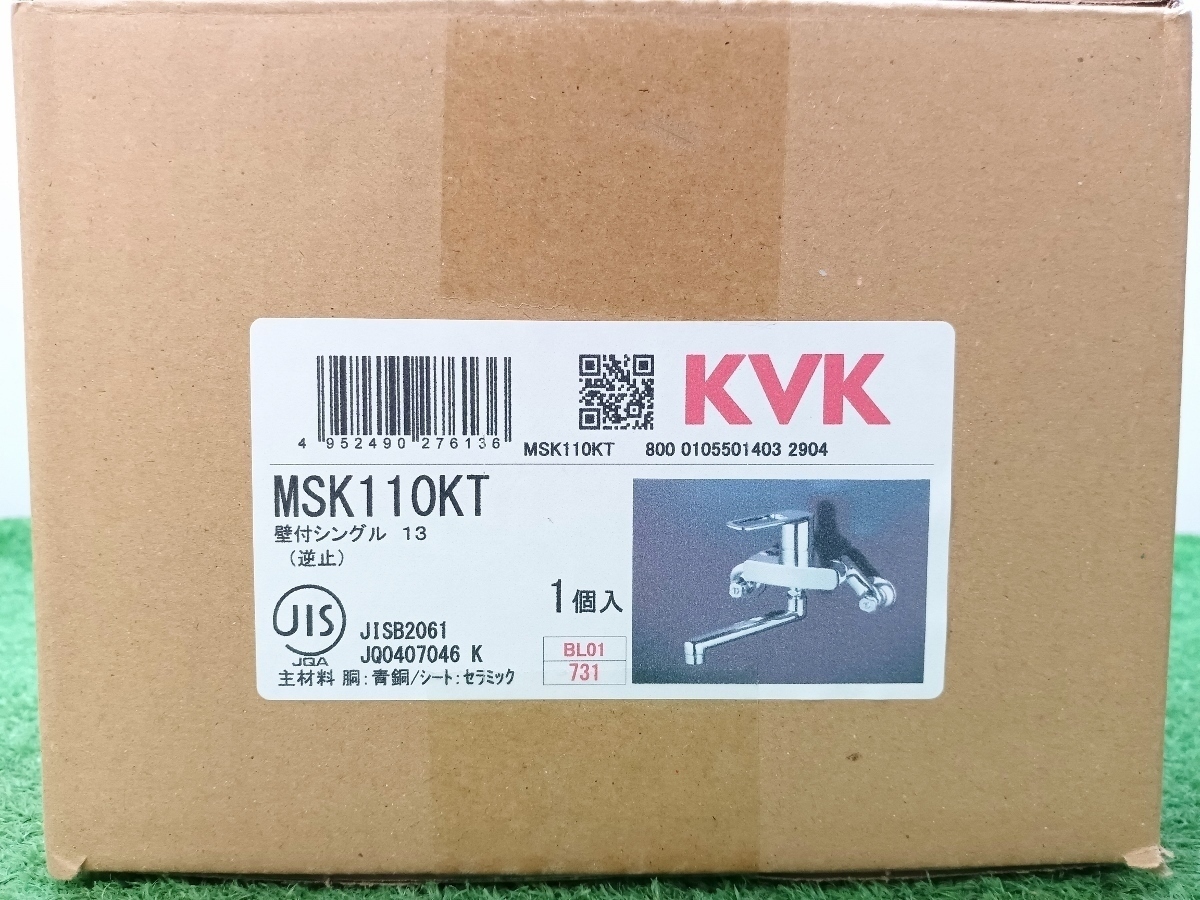 KVK
4 952490 276136
MSK110KT 800 0105501403 2904
MSK110KT
壁付シングル 13
(逆止)
1個入
JIS
JQA
JISB2061
JQ0407046 K
BL01
731
主材料 胴:青銅/シート:セラミック